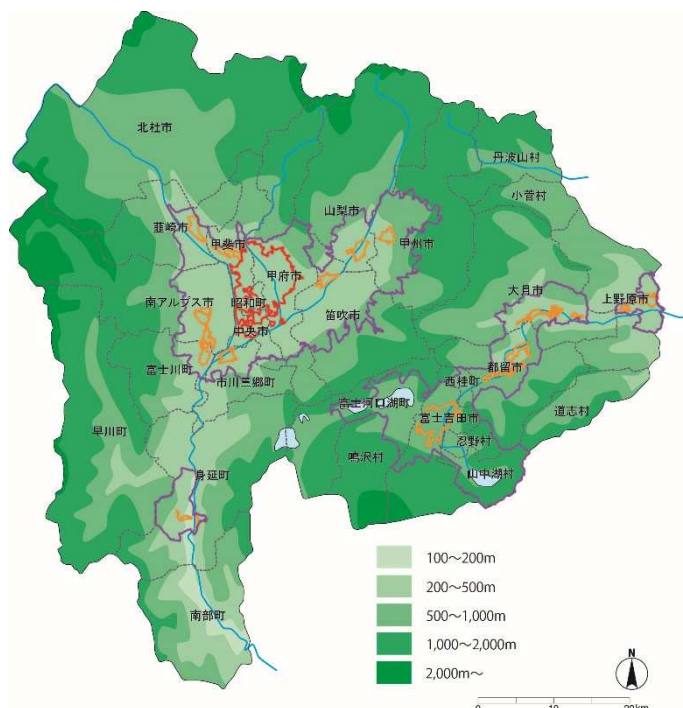 北杜市
丹波山村
小菅村
山梨市
韮崎市
甲斐市
甲州市
甲府市
大月市
上野原市
南アルプス市
昭和町
笛吹市
中央市
富士川町
市川三郷町
西桂町
都留市
富士河口湖町
富士吉田市
道志村
早川町
忍野村
鳴沢村
山中湖村
身延町
南部町
100～200m
200～500m
500～1,000m
1,000～2,000m
2,000m～
N
0 10 20km